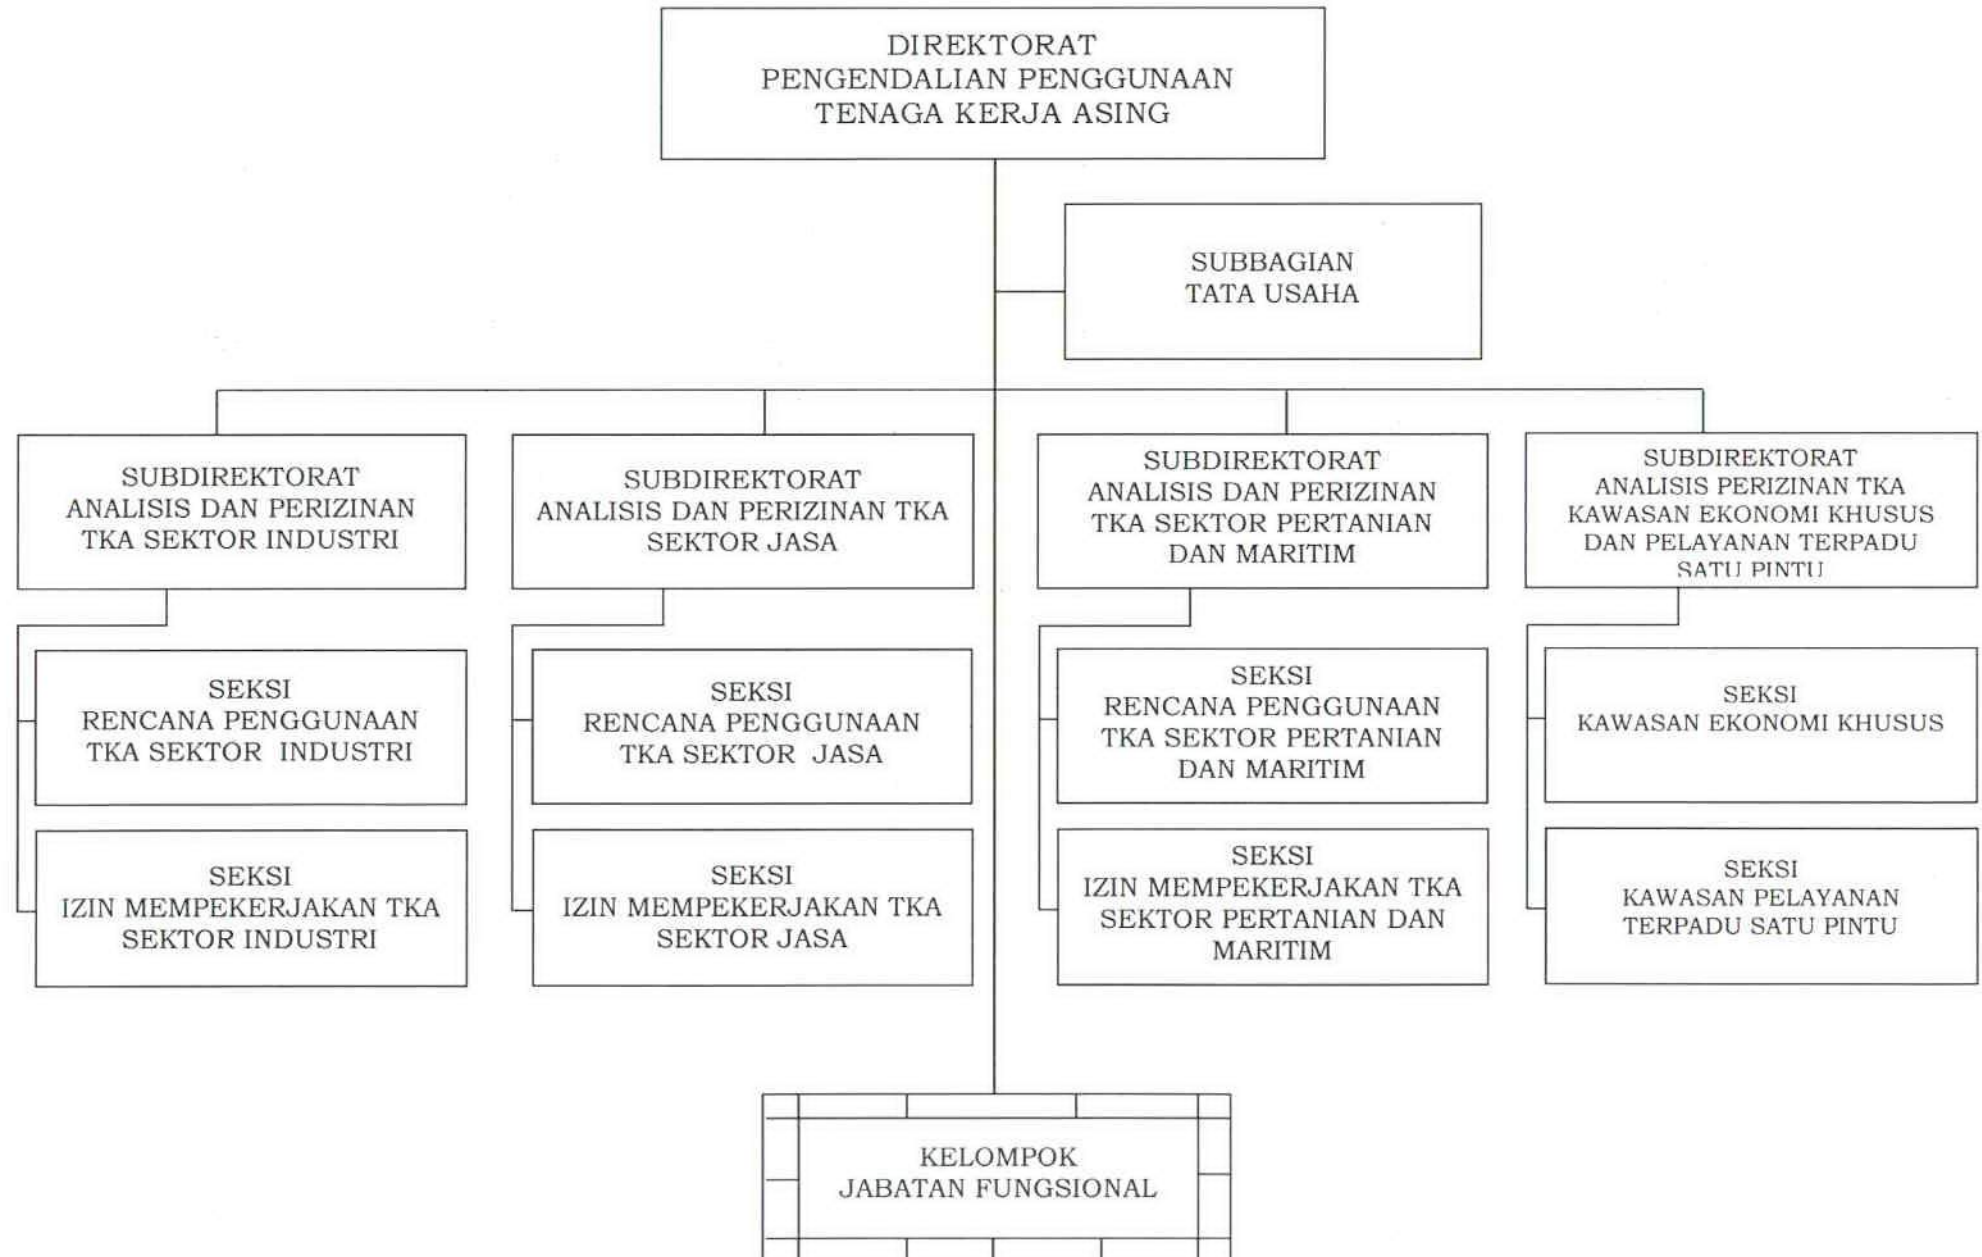 DIREKTORAT
PENGENDALIAN PENGGUNAAN
TENAGA KERJA ASING
SUBBAGIAN
TATA USAHA
SUBDIREKTORAT
ANALISIS DAN PERIZINAN
TKA SEKTOR INDUSTRI
SUBDIREKTORAT
ANALISIS DAN PERIZINAN TKA
SEKTOR JASA
SUBDIREKTORAT
ANALISIS DAN PERIZINAN
TKA SEKTOR PERTANIAN
DAN MARITIM
SUBDIREKTORAT
ANALISIS PERIZINAN TKA
KAWASAN EKONOMI KHUSUS
DAN PELAYANAN TERPADU
SATU PINTU
SEKSI
RENCANA PENGGUNAAN
TKA SEKTOR INDUSTRI
SEKSI
RENCANA PENGGUNAAN
TKA SEKTOR JASA
SEKSI
RENCANA PENGGUNAAN
TKA SEKTOR PERTANIAN
DAN MARITIM
SEKSI
KAWASAN EKONOMI KHUSUS
SEKSI
IZIN MEMPEKERJAKAN TKA
SEKTOR INDUSTRI
SEKSI
IZIN MEMPEKERJAKAN TKA
SEKTOR JASA
SEKSI
IZIN MEMPEKERJAKAN TKA
SEKTOR PERTANIAN DAN
MARITIM
SEKSI
KAWASAN PELAYANAN
TERPADU SATU PINTU
KELOMPOK
JABATAN FUNGSIONAL